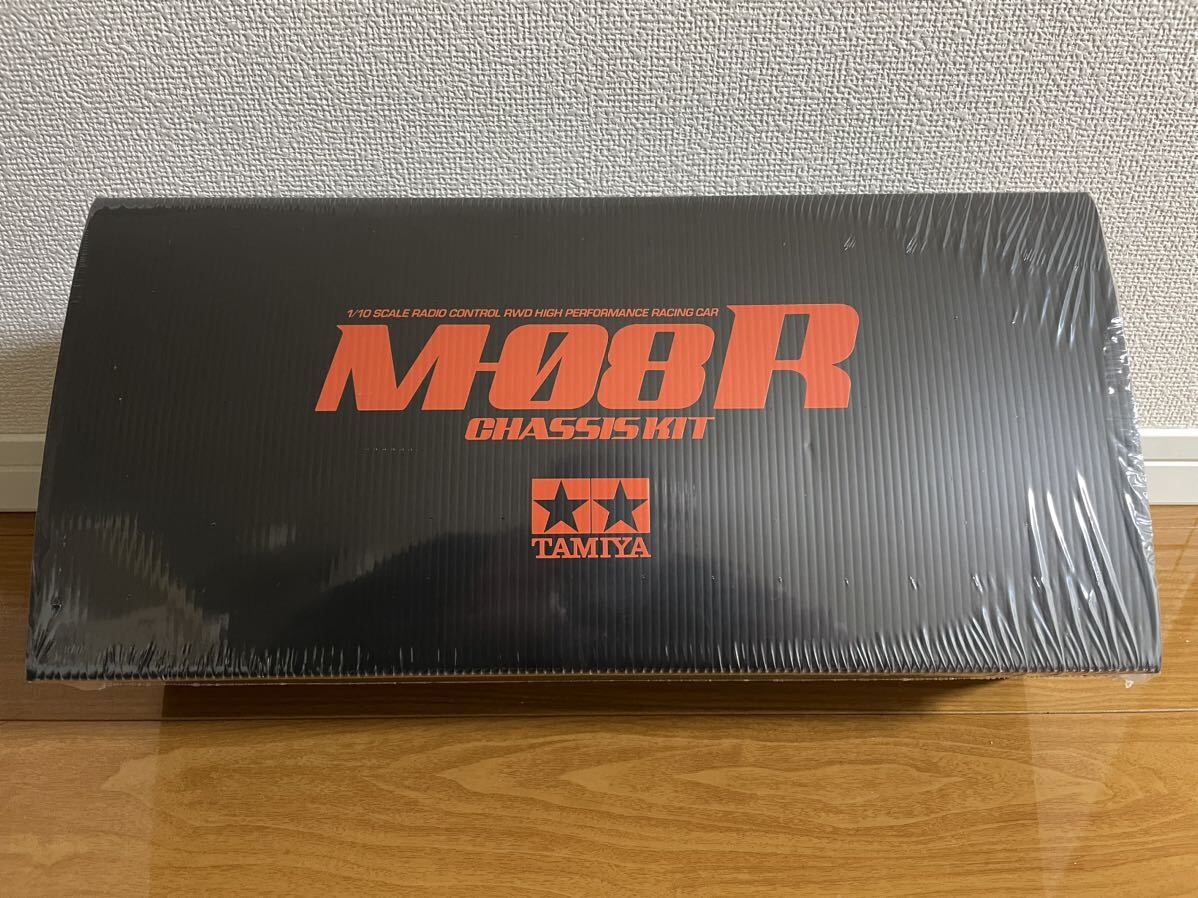 1/10 SCALE RADIO CONTROL RWD HIGH PERFORMANCE RACING CAR
M-08R
CHASSIS KIT
TAMIYA